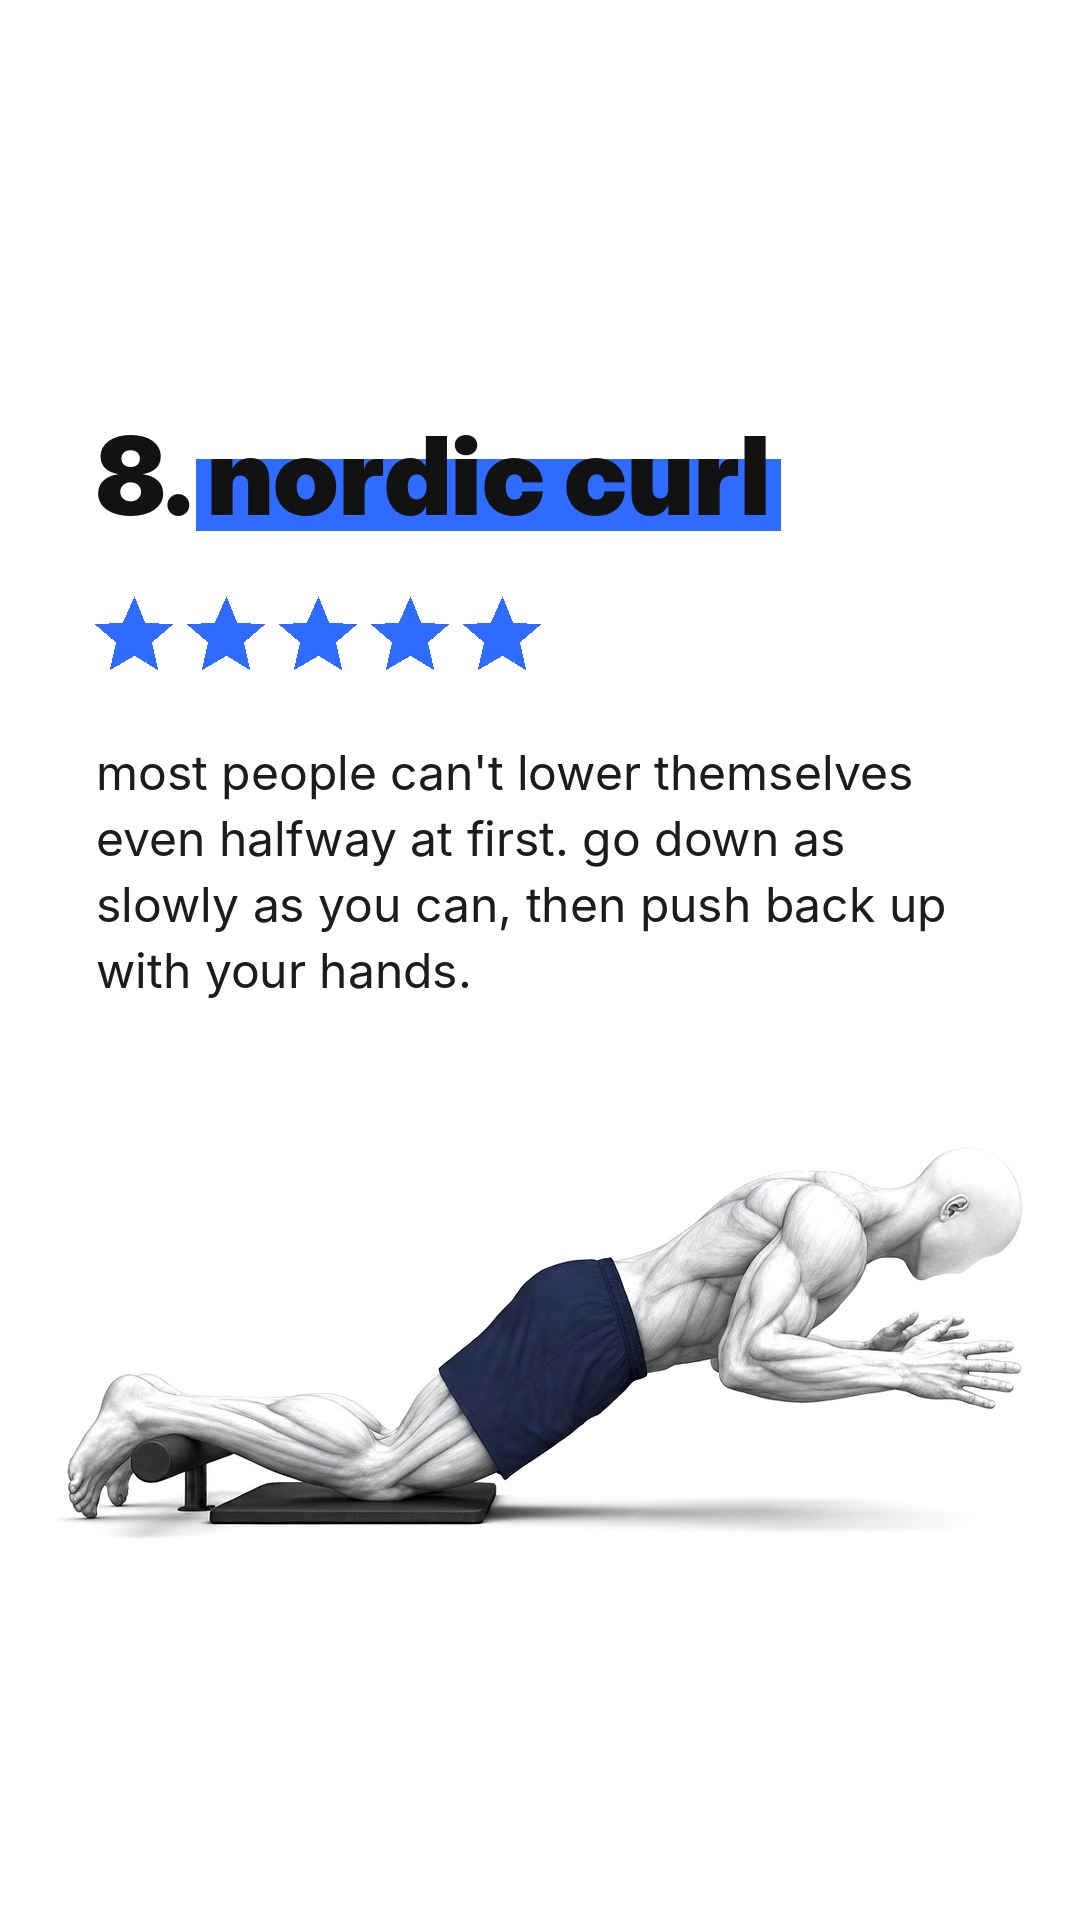 8. nordic curl
most people can't lower themselves
even halfway at first. go down as
slowly as you can, then push back up
with your hands.